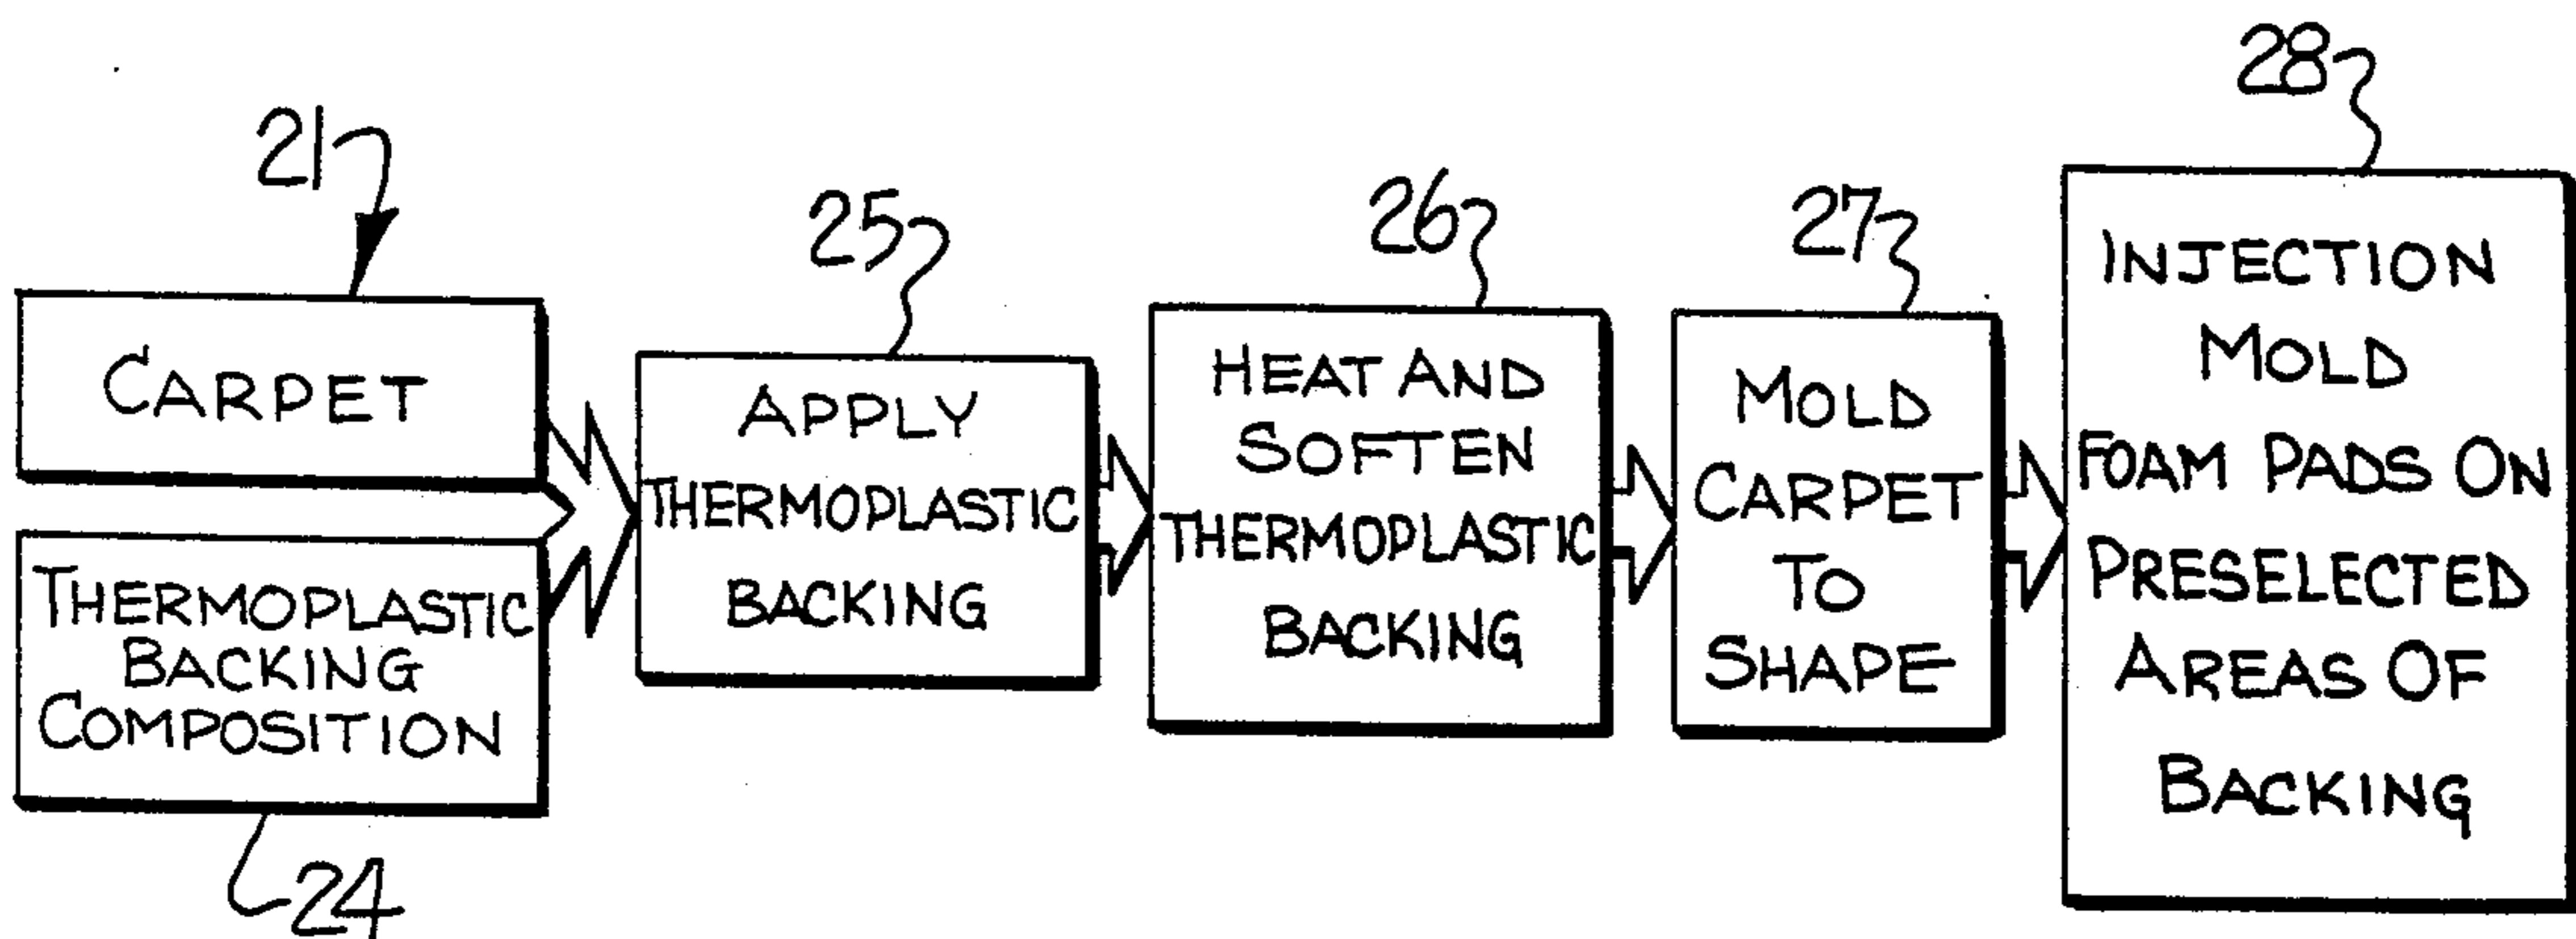 21
CARPET
THERMOPLASTIC
BACKING
COMPOSITION
24
25
APPLY
THERMOPLASTIC
BACKING
26
HEAT AND
SOFTEN
THERMOPLASTIC
BACKING
27
MOLD
CARPET
TO
SHAPE
28
INJECTION
MOLD
FOAM PADS ON
PRESELECTED
AREAS OF
BACKING